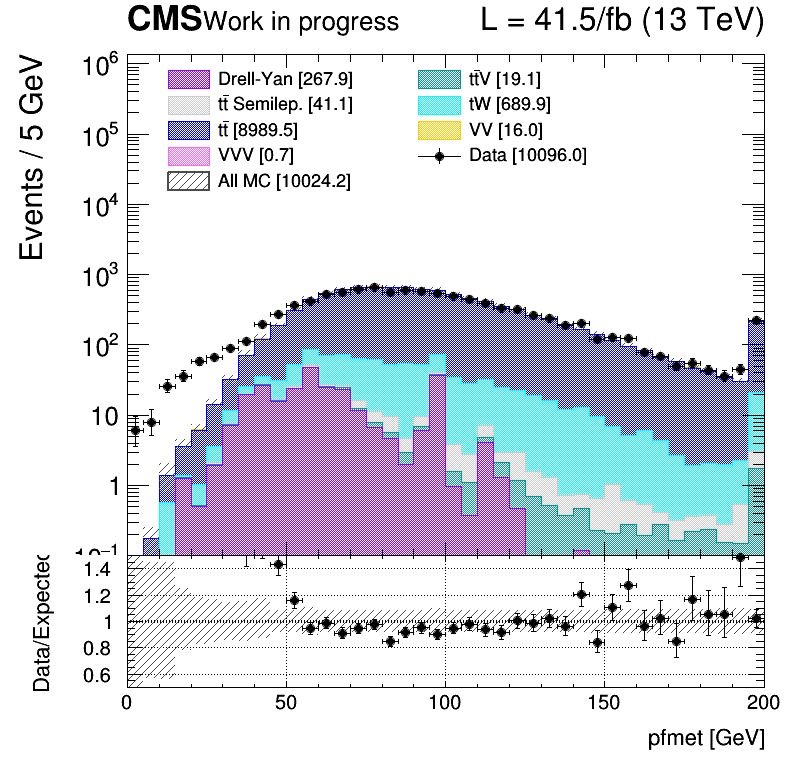 CMS Work in progress L = 41.5/fb (13 TeV)
Events / 5 GeV
10⁶
10⁵
10⁴
10³
10²
10
1
10⁻¹
Drell-Yan [267.9]
tt̄ Semilep. [41.1]
tt̄ [8989.5]
VVV [0.7]
All MC [10024.2]
tt̄V [19.1]
tW [689.9]
VV [16.0]
Data [10096.0]
Data/Expected
1.4
1.2
1
0.8
0.6
0 50 100 150 200
pfmet [GeV]